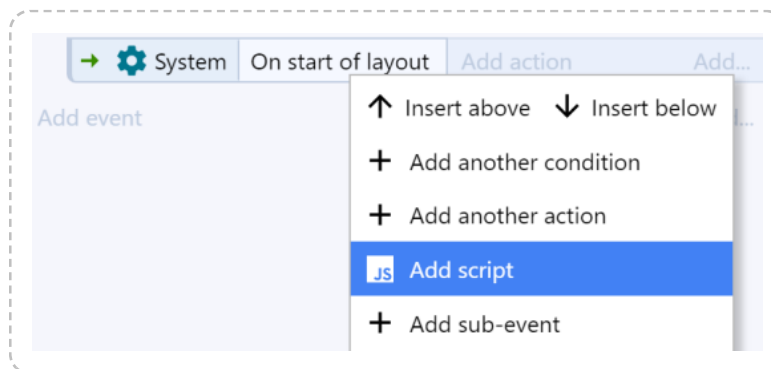 System On start of layout Add action Add...
Add event
Insert above Insert below
Add another condition
Add another action
JS Add script
Add sub-event